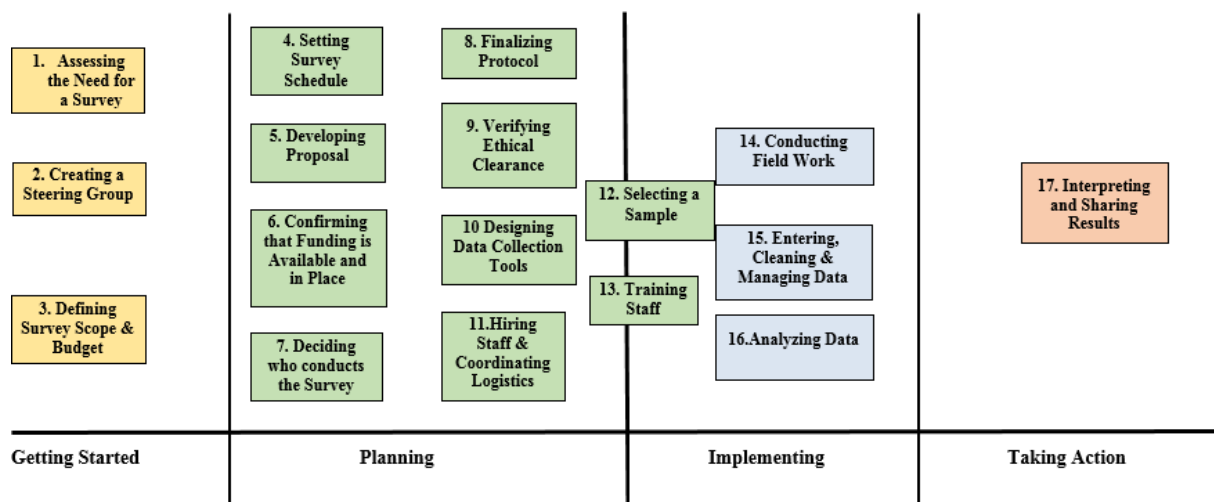 1. Assessing
the Need for
a Survey
2. Creating a
Steering Group
3. Defining
Survey Scope &
Budget
4. Setting
Survey
Schedule
5. Developing
Proposal
6. Confirming
that Funding is
Available and
in Place
7. Deciding
who conducts
the Survey
8. Finalizing
Protocol
9. Verifying
Ethical
Clearance
10 Designing
Data Collection
Tools
11.Hiring
Staff &
Coordinating
Logistics
12. Selecting a
Sample
13. Training
Staff
14. Conducting
Field Work
15. Entering,
Cleaning &
Managing Data
16.Analyzing Data
17. Interpreting
and Sharing
Results
Getting Started
Planning
Implementing
Taking Action